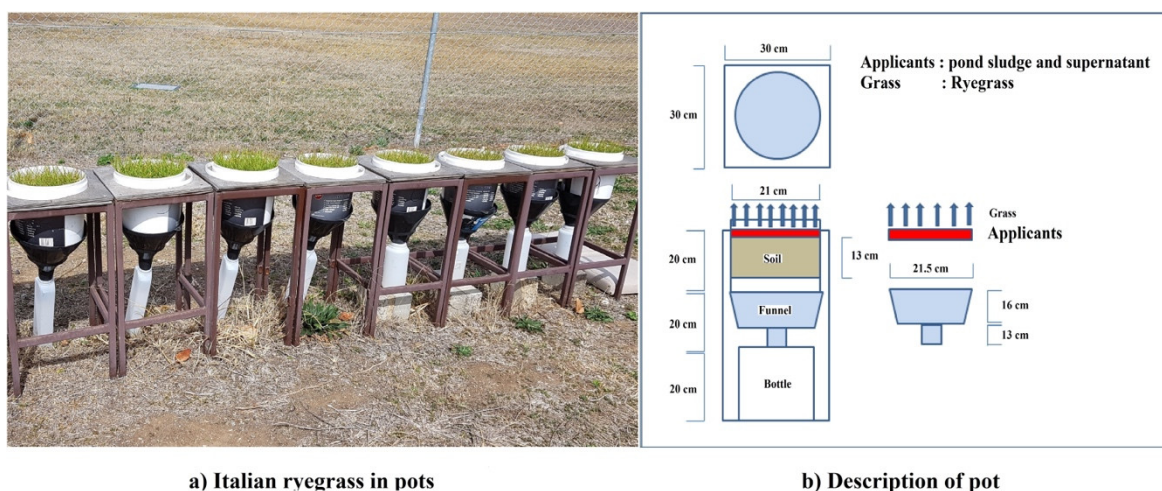 30 cm
Applicants : pond sludge and supernatant
Grass : Ryegrass
30 cm
21 cm
Grass
Applicants
20 cm
Soil
13 cm
21.5 cm
Funnel
16 cm
20 cm
13 cm
Bottle
20 cm
a) Italian ryegrass in pots
b) Description of pot